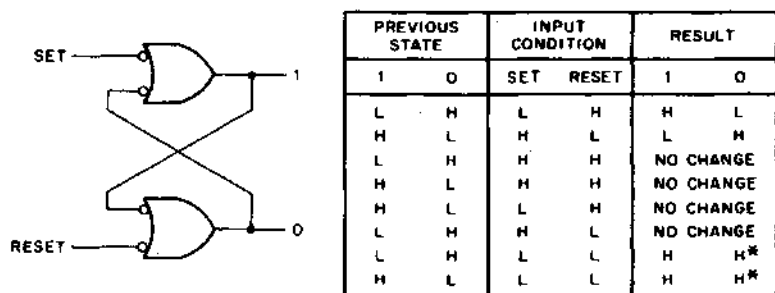 SET
1
0
RESET
PREVIOUS STATE INPUT CONDITION RESULT
1 0 SET RESET 1 0
L H L H H L
H L H L L H
L H H H NO CHANGE
H L H H NO CHANGE
H L L H NO CHANGE
L H H L NO CHANGE
L H L L H H*
H L L L H H*